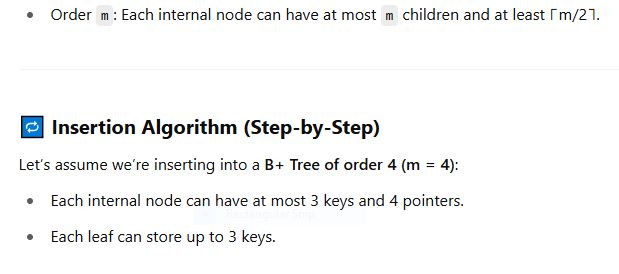 Order m: Each internal node can have at most m children and at least ⌈m/2⌉.
Insertion Algorithm (Step-by-Step)
Let's assume we're inserting into a B+ Tree of order 4 (m = 4):
Each internal node can have at most 3 keys and 4 pointers.
Rectangular Snip
Each leaf can store up to 3 keys.